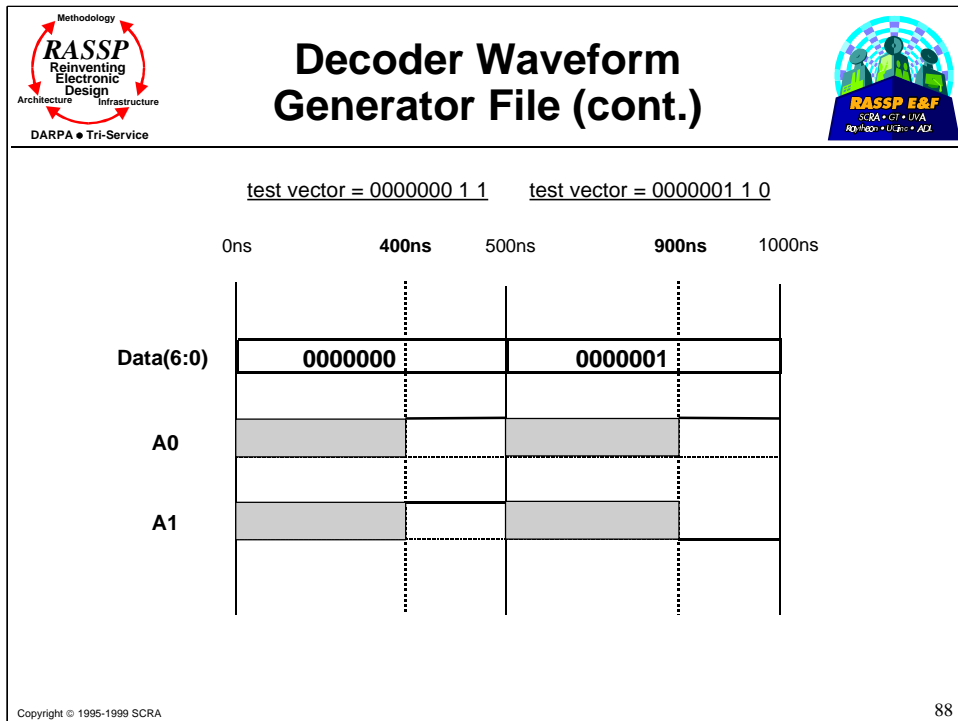 Methodology
RASSP
Reinventing
Electronic
Design
Architecture
Infrastructure
DARPA ● Tri-Service
Decoder Waveform
Generator File (cont.)
RASSP E&F
SCRA • GT • UVA
Raytheon • UCinc • ADL
test vector = 0000000 1 1 test vector = 0000001 1 0
0ns 400ns 500ns 900ns 1000ns
Data(6:0) 0000000 0000001
A0
A1
Copyright © 1995-1999 SCRA
88